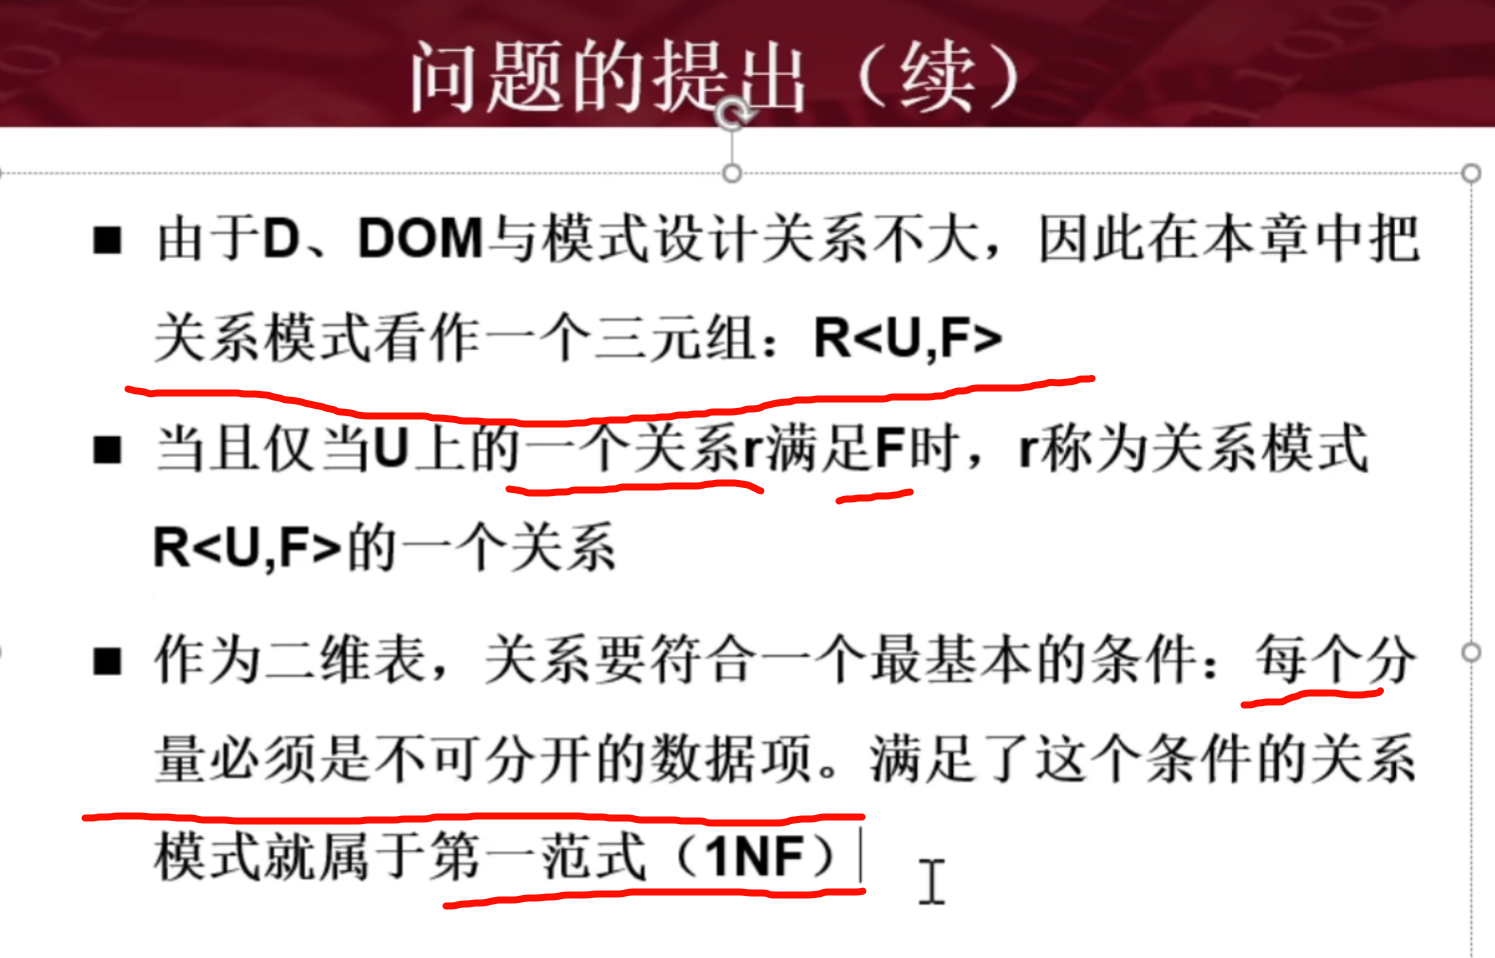 问题的提出（续）
■ 由于D、DOM与模式设计关系不大，因此在本章中把
关系模式看作一个三元组：R<U,F>
■ 当且仅当U上的一个关系r满足F时，r称为关系模式
R<U,F>的一个关系
■ 作为二维表，关系要符合一个最基本的条件：每个分
量必须是不可分开的数据项。满足了这个条件的关系
模式就属于第一范式（1NF）